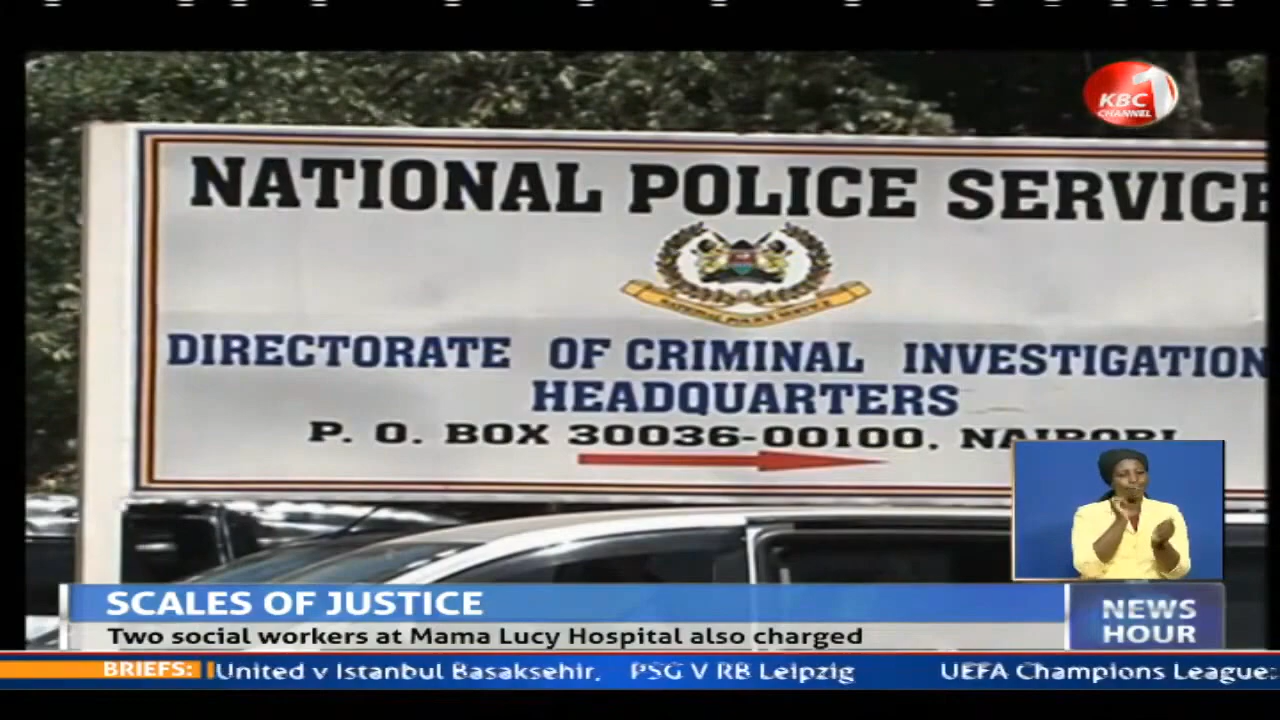 KBC 1
CHANNEL
NATIONAL POLICE SERVICE
DIRECTORATE OF CRIMINAL INVESTIGATION
HEADQUARTERS
P. O. BOX 30036-00100, NAIROBI
SCALES OF JUSTICE
Two social workers at Mama Lucy Hospital also charged
NEWS
HOUR
BRIEFS: United v Istanbul Basaksehir, PSG V RB Leipzig UEFA Champions League: